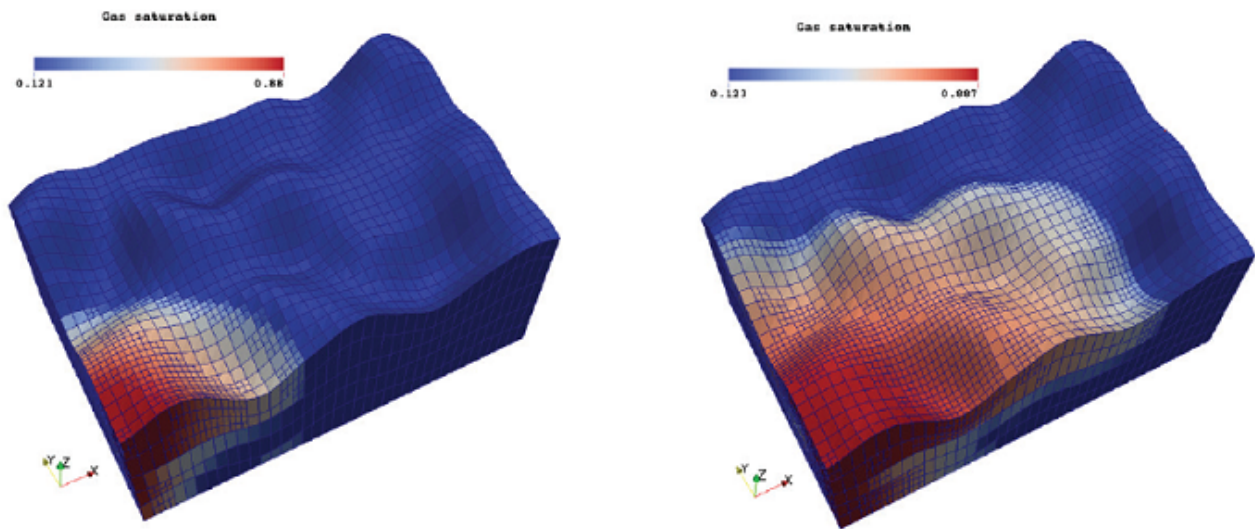 Gas saturation
0.121 0.88
Y Z X
Gas saturation
0.123 0.887
Y Z X